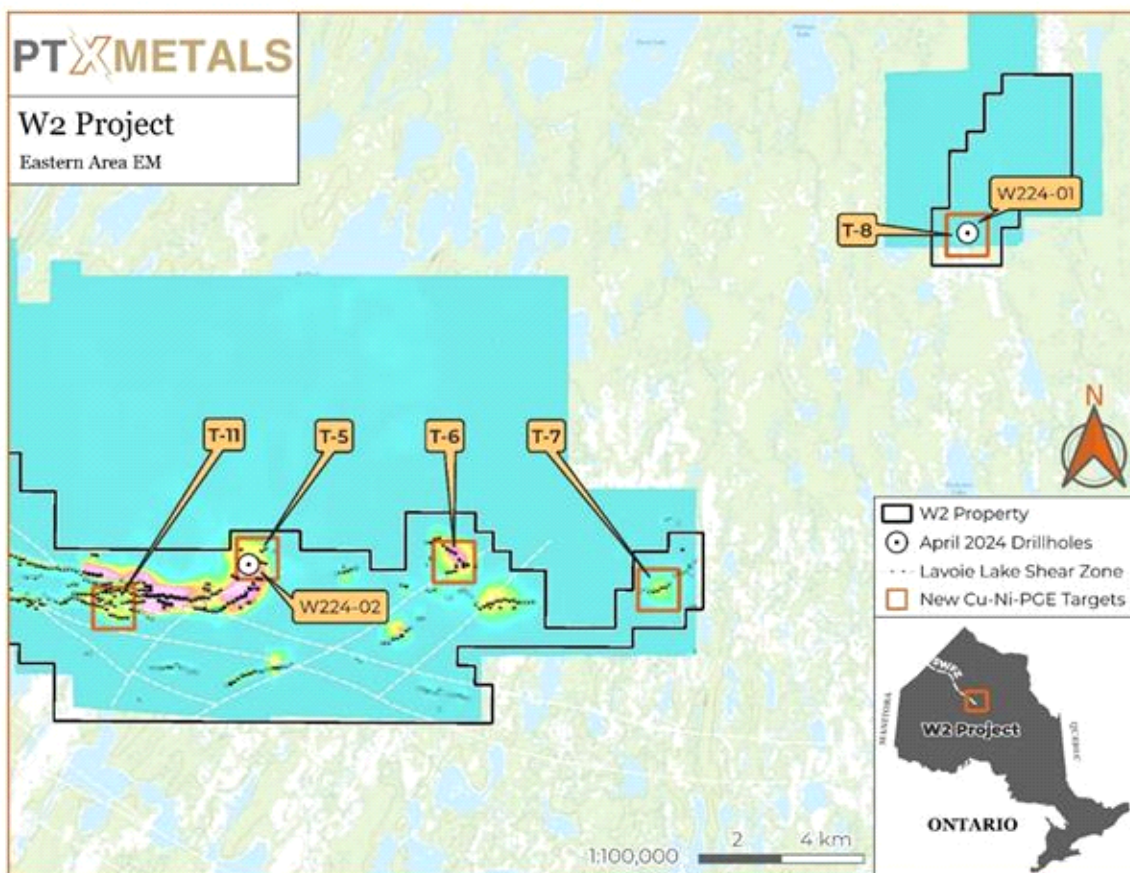 PTXMETALS
W2 Project
Eastern Area EM
W224-01
T-8
T-11
T-5
T-6
T-7
W224-02
N
W2 Property
April 2024 Drillholes
Lavoie Lake Shear Zone
New Cu-Ni-PGE Targets
MANITOBA
QUEBEC
W2 Project
ONTARIO
2
4 km
1:100,000